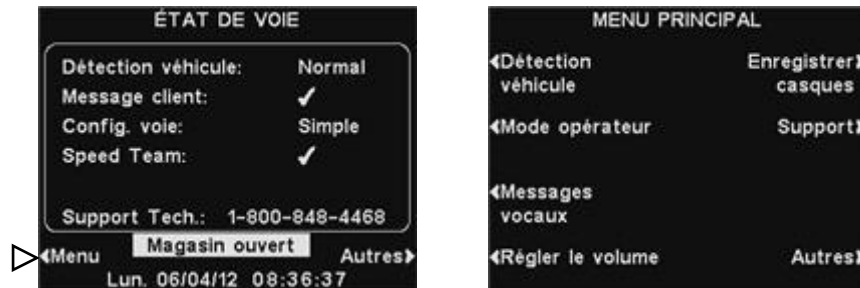 ÉTAT DE VOIE
Détection véhicule: Normal
Message client: ✓
Config. voie: Simple
Speed Team: ✓
Support Tech.: 1-800-848-4468
Magasin ouvert
Menu Autres
Lun. 06/04/12 08:36:37
MENU PRINCIPAL
Détection Enregistrer
véhicule casques
Mode opérateur Support
Messages
vocaux
Régler le volume Autres